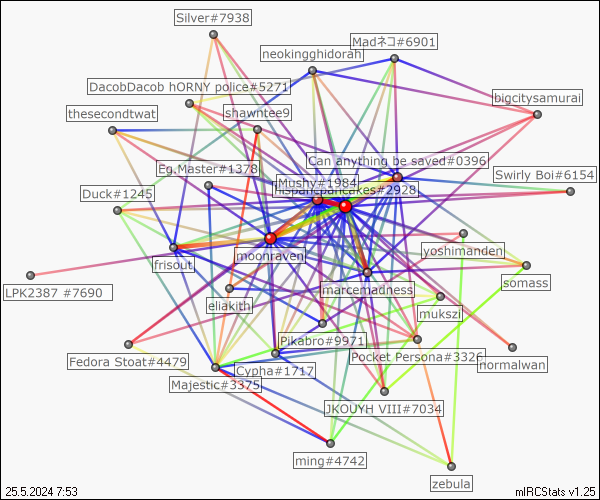 Silver#7938
Madネコ#6901
neokingghidorah
DacobDacob hORNY police#5271
bigcitysamurai
thesecondtwat
shawntee9
Can anything be saved#0396
Eg.Master#1378
Swirly Boi#6154
Mushy#1984
hispanicpancakes#2928
Duck#1245
yoshimanden
moonraven
frisout
somass
marcemadness
LPK2387 #7690
eliakith
mukszi
Pikabro#9971
Fedora Stoat#4479
Pocket Persona#3326
normalwan
Cypha#1717
Majestic#3375
JKOUYH VIII#7034
ming#4742
zebula
25.5.2024 7:53
mIRCStats v1.25